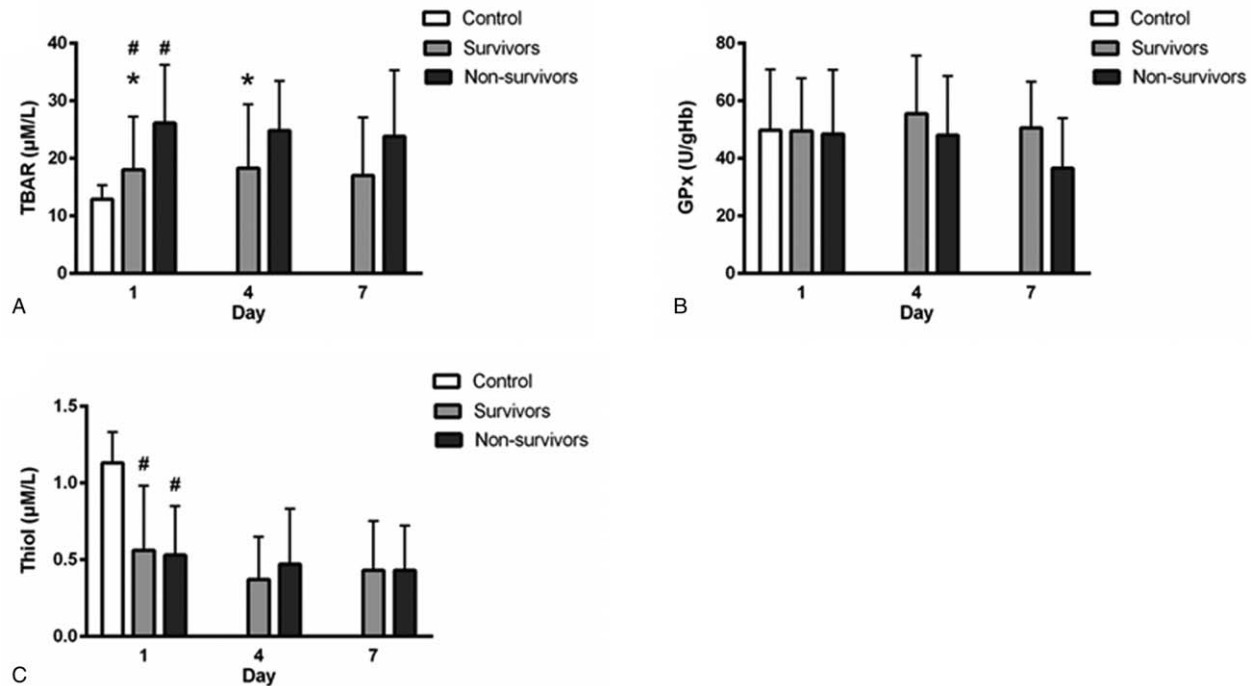 Control
Survivors
Non-survivors
# #
* *
TBAR (µM/L)
40
30
20
10
0
1 4 7
Day
A
Control
Survivors
Non-survivors
GPx (U/gHb)
80
60
40
20
0
1 4 7
Day
B
Control
Survivors
Non-survivors
#
#
Thiol (µM/L)
1.5
1.0
0.5
0.0
1 4 7
Day
C